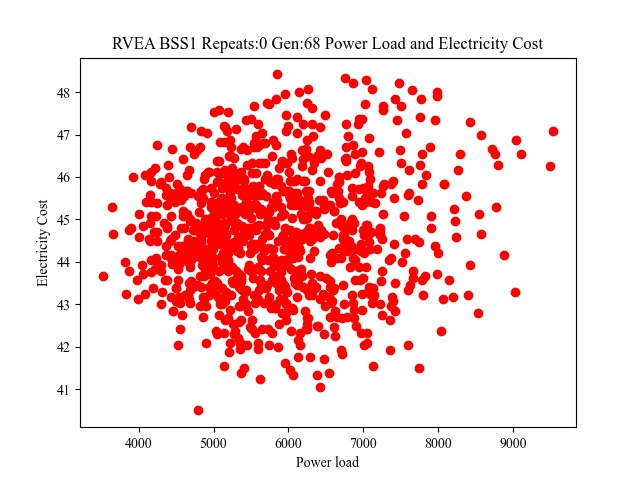 RVEA BSS1 Repeats:0 Gen:68 Power Load and Electricity Cost
48
47
46
45
44
43
42
41
Electricity Cost
4000 5000 6000 7000 8000 9000
Power load